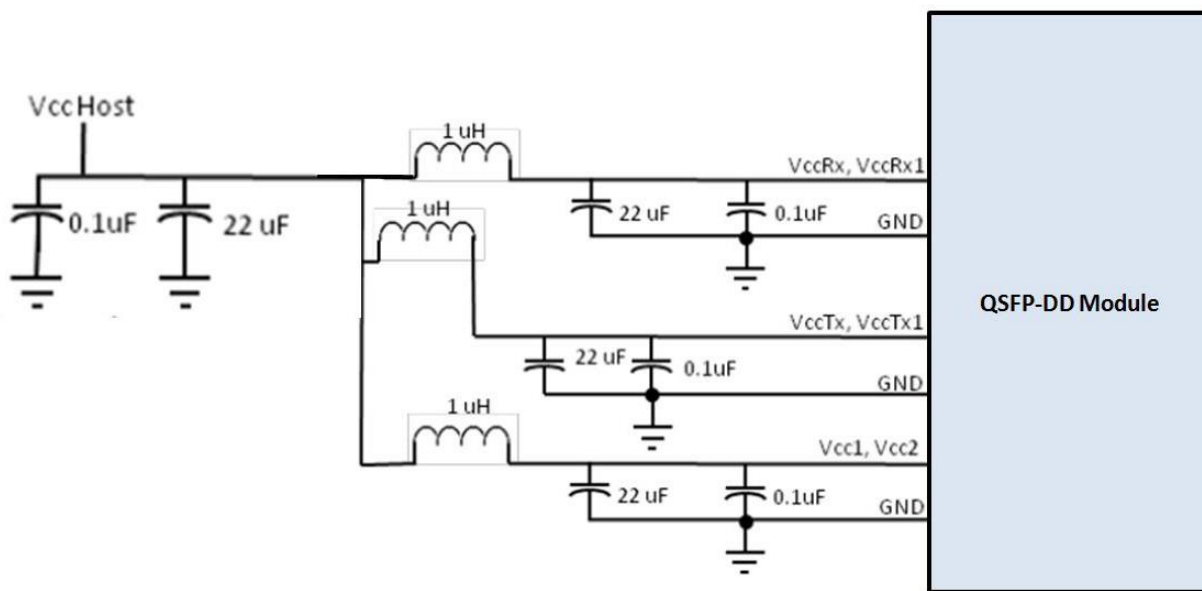 VccHost
0.1uF
22 uF
1 uH
VccRx, VccRx1
22 uF
0.1uF
GND
1 uH
VccTx, VccTx1
22 uF
0.1uF
GND
1 uH
Vcc1, Vcc2
22 uF
0.1uF
GND
QSFP-DD Module